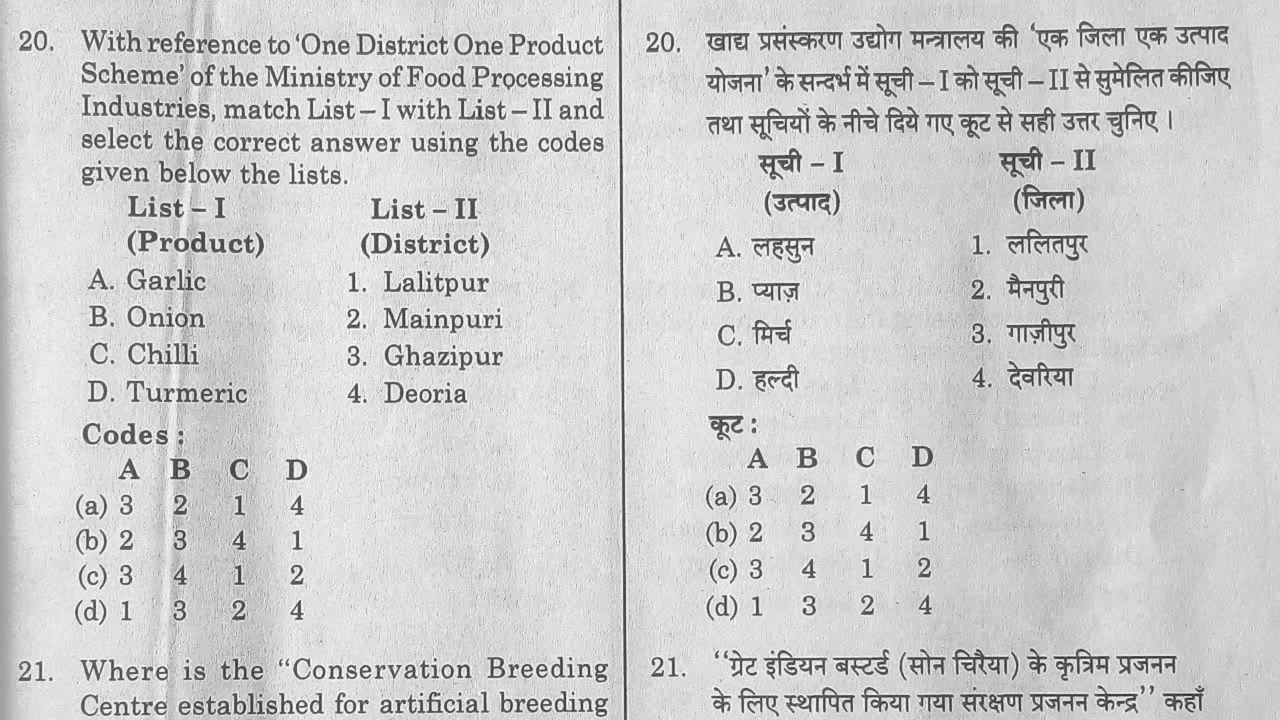 20. With reference to ‘One District One Product
Scheme’ of the Ministry of Food Processing
Industries, match List – I with List – II and
select the correct answer using the codes
given below the lists.
List – I List – II
(Product) (District)
A. Garlic 1. Lalitpur
B. Onion 2. Mainpuri
C. Chilli 3. Ghazipur
D. Turmeric 4. Deoria
Codes :
A B C D
(a) 3 2 1 4
(b) 2 3 4 1
(c) 3 4 1 2
(d) 1 3 2 4
21. Where is the “Conservation Breeding
Centre established for artificial breeding
20. खाद्य प्रसंस्करण उद्योग मन्त्रालय की ‘एक जिला एक उत्पाद
योजना’ के सन्दर्भ में सूची – I को सूची – II से सुमेलित कीजिए
तथा सूचियों के नीचे दिये गए कूट से सही उत्तर चुनिए ।
सूची – I सूची – II
(उत्पाद) (जिला)
A. लहसुन 1. ललितपुर
B. प्याज़ 2. मैनपुरी
C. मिर्च 3. गाज़ीपुर
D. हल्दी 4. देवरिया
कूट :
A B C D
(a) 3 2 1 4
(b) 2 3 4 1
(c) 3 4 1 2
(d) 1 3 2 4
21. “ग्रेट इंडियन बस्टर्ड (सोन चिरैया) के कृत्रिम प्रजनन
के लिए स्थापित किया गया संरक्षण प्रजनन केन्द्र” कहाँ